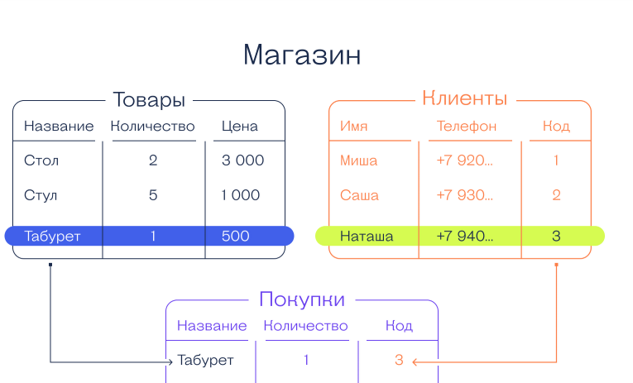 Магазин
Товары
Название Количество Цена
Стол 2 3 000
Стул 5 1 000
Табурет 1 500
Клиенты
Имя Телефон Код
Миша +7 920... 1
Саша +7 930... 2
Наташа +7 940... 3
Покупки
Название Количество Код
Табурет 1 3